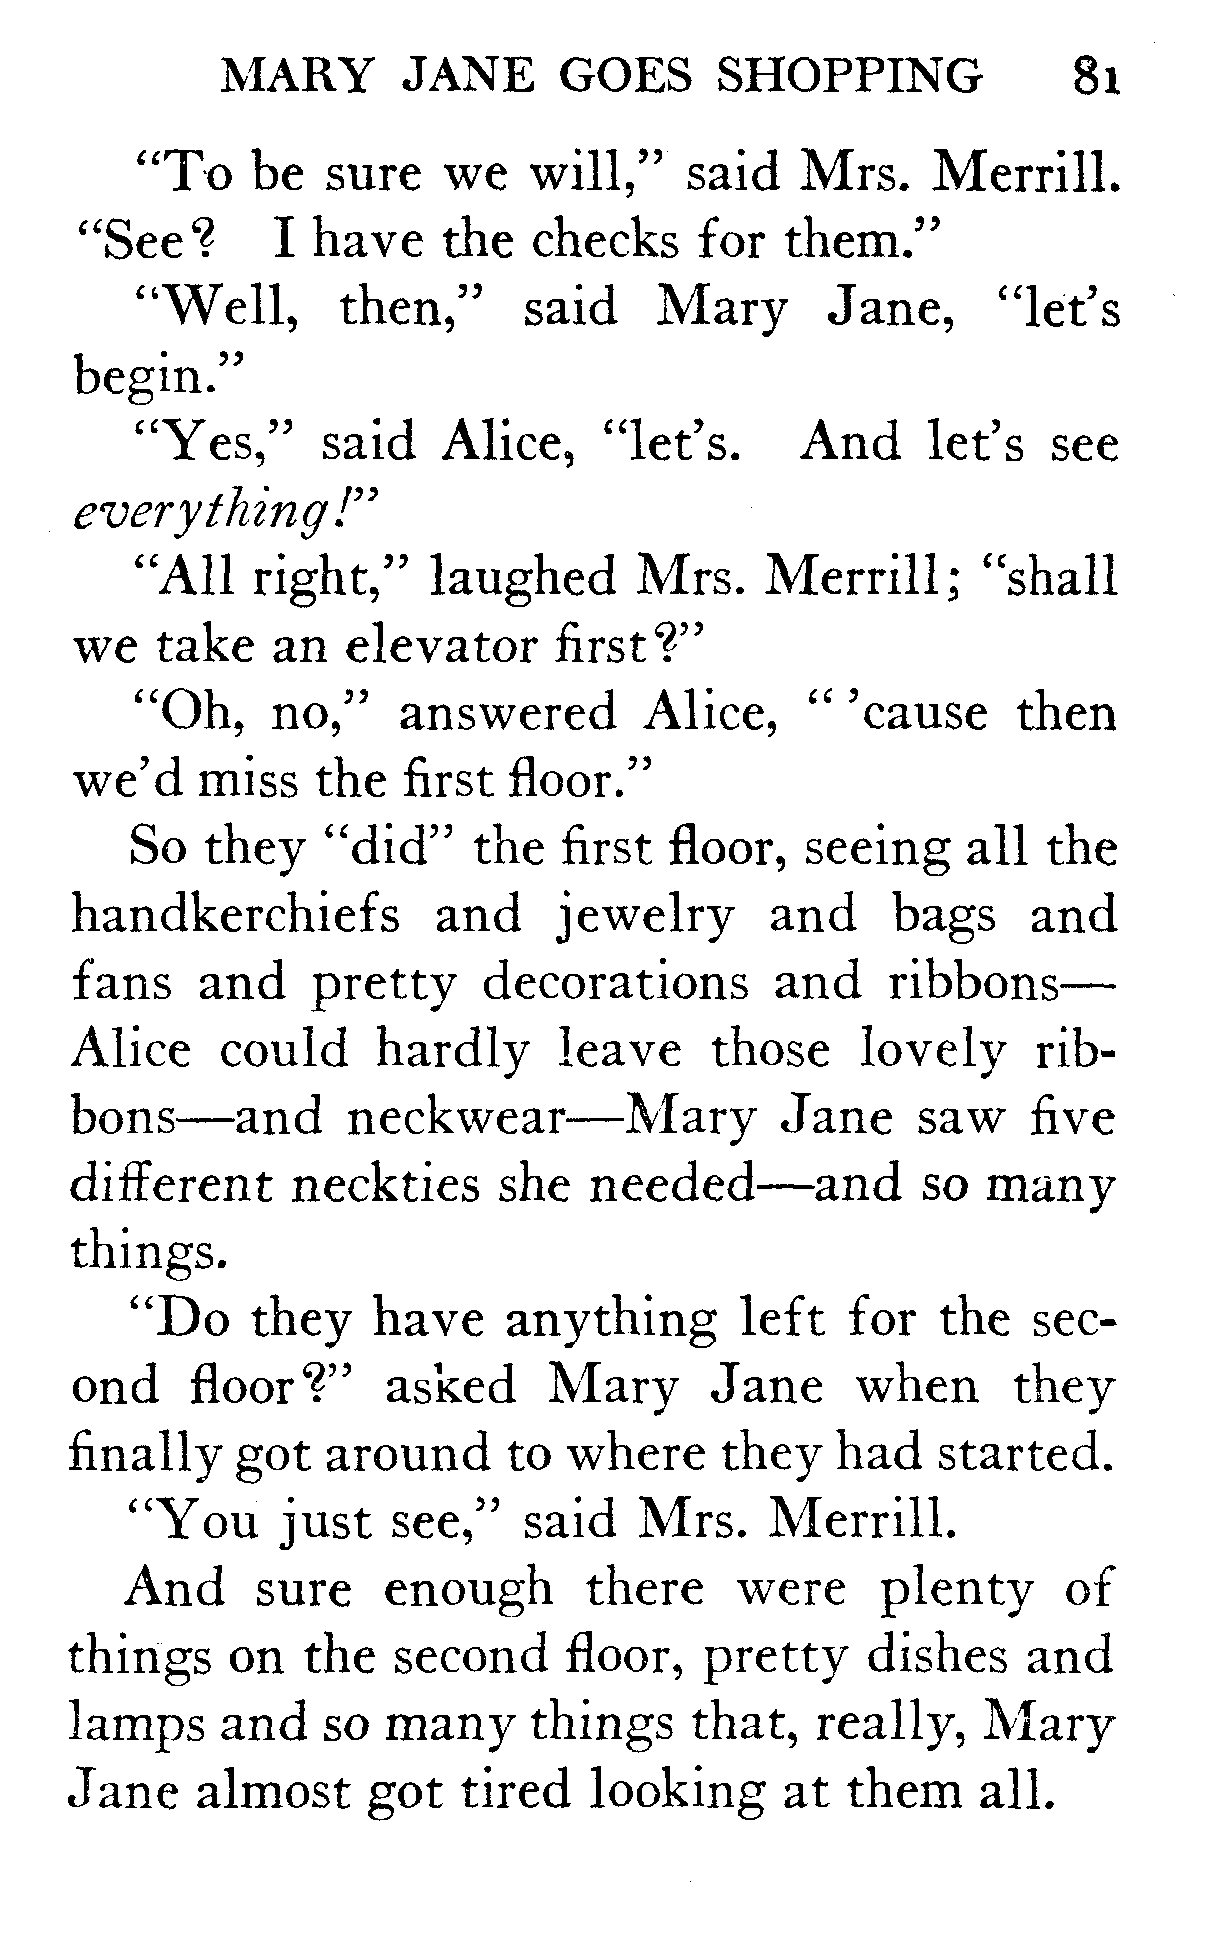 MARY JANE GOES SHOPPING 81
“To be sure we will,” said Mrs. Merrill.
“See? I have the checks for them.”
“Well, then,” said Mary Jane, “let’s
begin.”
“Yes,” said Alice, “let’s. And let’s see
everything!”
“All right,” laughed Mrs. Merrill; “shall
we take an elevator first?”
“Oh, no,” answered Alice, “ ’cause then
we’d miss the first floor.”
So they “did” the first floor, seeing all the
handkerchiefs and jewelry and bags and
fans and pretty decorations and ribbons—
Alice could hardly leave those lovely rib-
bons—and neckwear—Mary Jane saw five
different neckties she needed—and so many
things.
“Do they have anything left for the sec-
ond floor?” asked Mary Jane when they
finally got around to where they had started.
“You just see,” said Mrs. Merrill.
And sure enough there were plenty of
things on the second floor, pretty dishes and
lamps and so many things that, really, Mary
Jane almost got tired looking at them all.